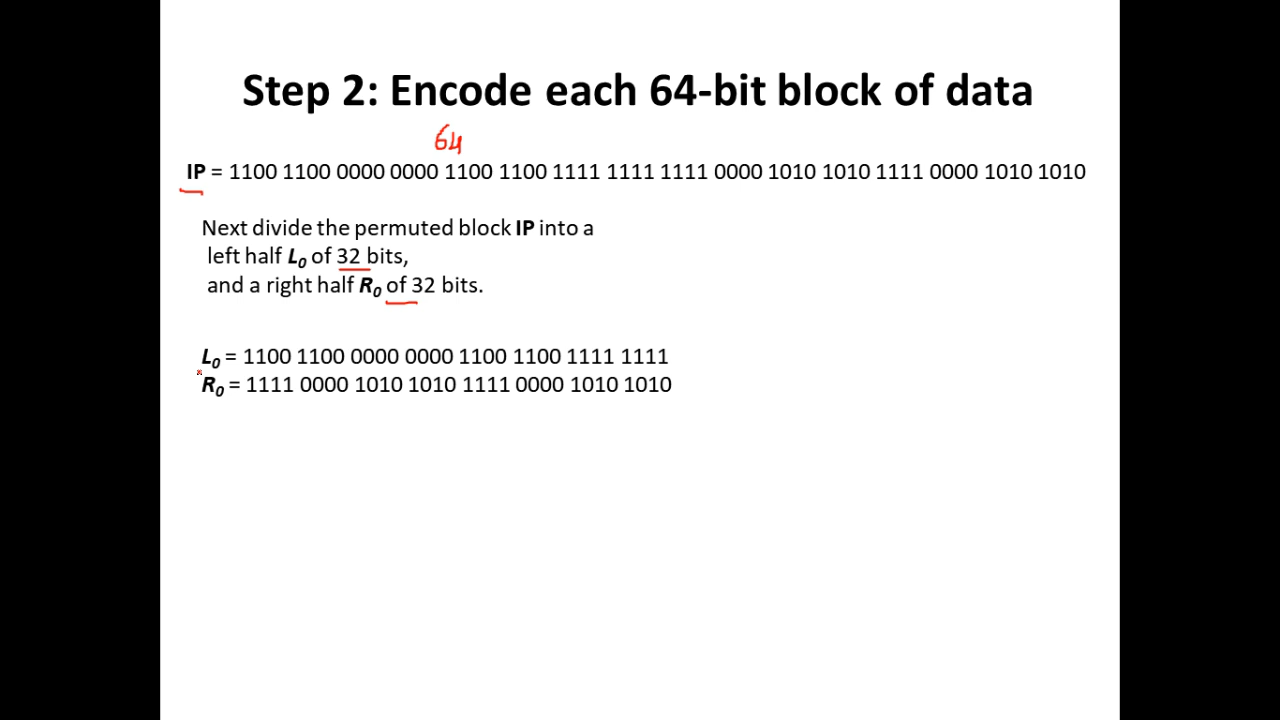 Step 2: Encode each 64-bit block of data
64
IP = 1100 1100 0000 0000 1100 1100 1111 1111 1111 0000 1010 1010 1111 0000 1010 1010
Next divide the permuted block IP into a
left half L0 of 32 bits,
and a right half R0 of 32 bits.
L0 = 1100 1100 0000 0000 1100 1100 1111 1111
R0 = 1111 0000 1010 1010 1111 0000 1010 1010